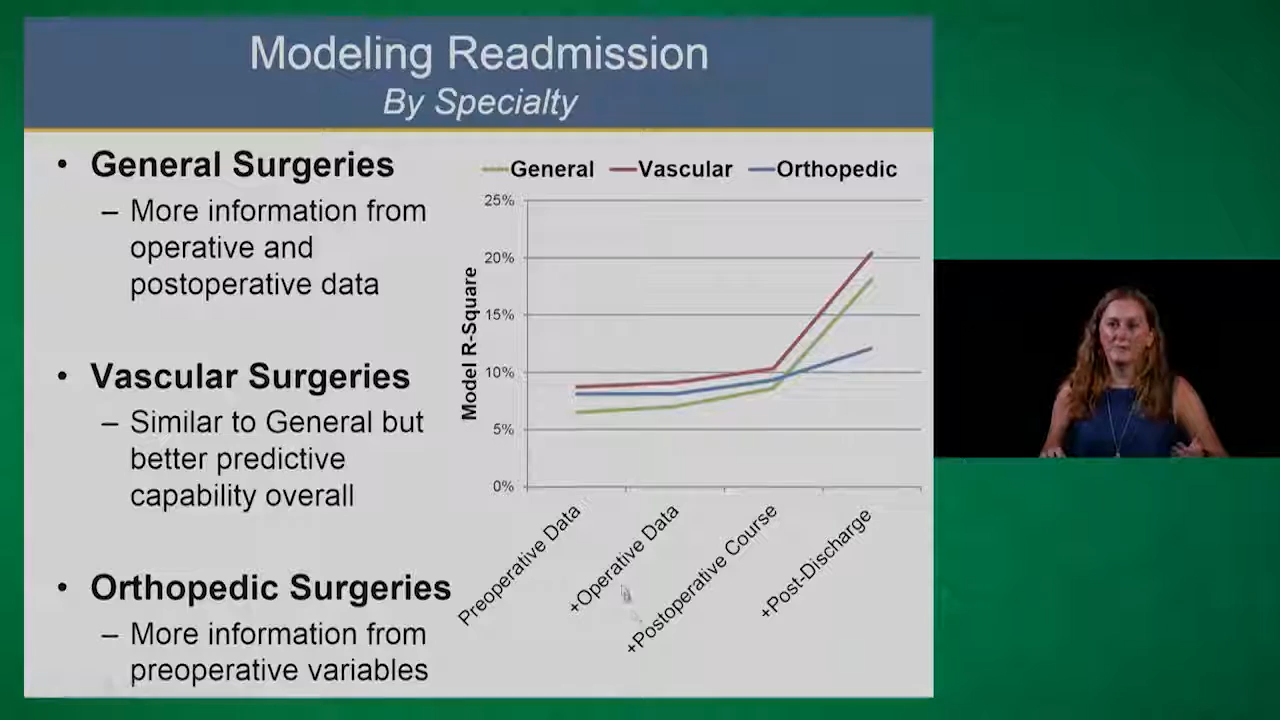 Modeling Readmission
By Specialty
• General Surgeries
– More information from
operative and
postoperative data
• Vascular Surgeries
– Similar to General but
better predictive
capability overall
• Orthopedic Surgeries
– More information from
preoperative variables
General Vascular Orthopedic
25%
20%
15%
10%
5%
0%
Model R-Square
Preoperative Data
+Operative Data
+Postoperative Course
+Post-Discharge